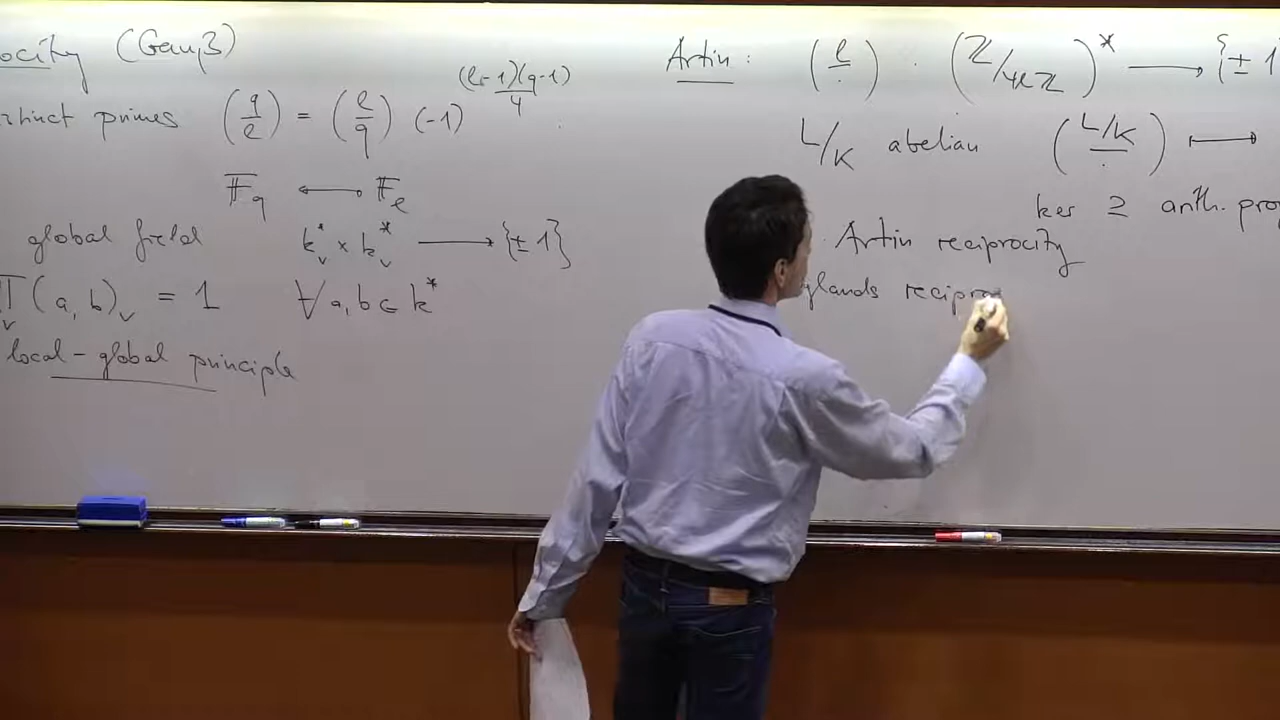 ocity (Gauß)
stinct primes (q/ℓ) = (ℓ/q) (-1)^{(ℓ-1)(q-1)/4}
𝔽_q ⟷ 𝔽_ℓ
global field k_v^* × k_v^* ⟶ {±1}
∏_v (a, b)_v = 1 ∀ a, b ∈ k^*
local-global principle
Artin: (ℓ/·) : (ℤ/4ℓℤ)^* ⟶ {±1
L/K abelian (L/K / ·) ⟼
ker ⊇ arith. pro
Artin reciprocity
glands recipro